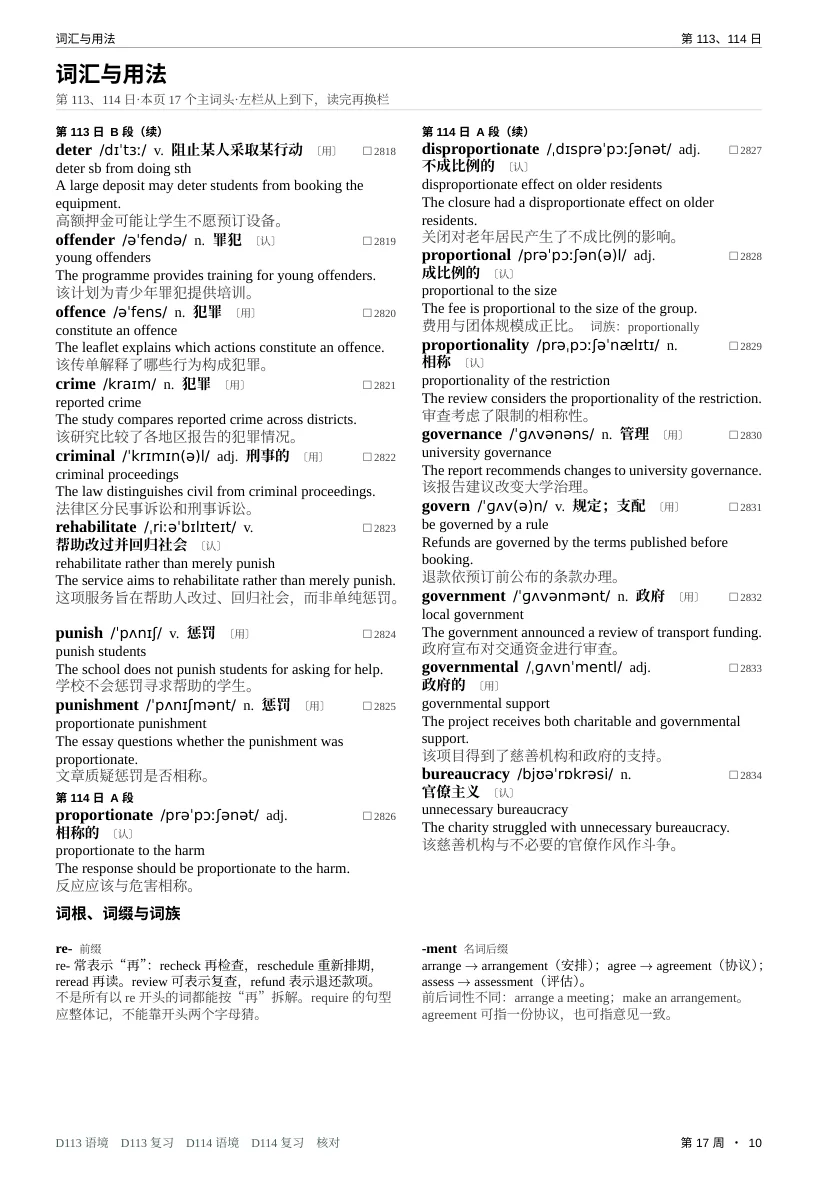 词汇与用法 第 113、114 日
词汇与用法
第 113、114 日·本页 17 个主词头·左栏从上到下，读完再换栏
第 113 日 B 段（续）
deter /dɪˈtɜː/ v. 阻止某人采取某行动 〔用〕 □ 2818
deter sb from doing sth
A large deposit may deter students from booking the
equipment.
高额押金可能让学生不愿预订设备。
offender /əˈfendə/ n. 罪犯 〔认〕 □ 2819
young offenders
The programme provides training for young offenders.
该计划为青少年罪犯提供培训。
offence /əˈfens/ n. 犯罪 〔用〕 □ 2820
constitute an offence
The leaflet explains which actions constitute an offence.
该传单解释了哪些行为构成犯罪。
crime /kraɪm/ n. 犯罪 〔用〕 □ 2821
reported crime
The study compares reported crime across districts.
该研究比较了各地区报告的犯罪情况。
criminal /ˈkrɪmɪn(ə)l/ adj. 刑事的 〔用〕 □ 2822
criminal proceedings
The law distinguishes civil from criminal proceedings.
法律区分民事诉讼和刑事诉讼。
rehabilitate /ˌriːəˈbɪlɪteɪt/ v. □ 2823
帮助改过并回归社会 〔认〕
rehabilitate rather than merely punish
The service aims to rehabilitate rather than merely punish.
这项服务旨在帮助人改过、回归社会，而非单纯惩罚。
punish /ˈpʌnɪʃ/ v. 惩罚 〔用〕 □ 2824
punish students
The school does not punish students for asking for help.
学校不会惩罚寻求帮助的学生。
punishment /ˈpʌnɪʃmənt/ n. 惩罚 〔用〕 □ 2825
proportionate punishment
The essay questions whether the punishment was
proportionate.
文章质疑惩罚是否相称。
第 114 日 A 段
proportionate /prəˈpɔːʃənət/ adj. □ 2826
相称的 〔认〕
proportionate to the harm
The response should be proportionate to the harm.
反应应该与危害相称。
第 114 日 A 段（续）
disproportionate /ˌdɪsprəˈpɔːʃənət/ adj. □ 2827
不成比例的 〔认〕
disproportionate effect on older residents
The closure had a disproportionate effect on older
residents.
关闭对老年居民产生了不成比例的影响。
proportional /prəˈpɔːʃən(ə)l/ adj. □ 2828
成比例的 〔认〕
proportional to the size
The fee is proportional to the size of the group.
费用与团体规模成正比。 词族：proportionally
proportionality /prəˌpɔːʃəˈnælɪtɪ/ n. □ 2829
相称 〔认〕
proportionality of the restriction
The review considers the proportionality of the restriction.
审查考虑了限制的相称性。
governance /ˈɡʌvənəns/ n. 管理 〔用〕 □ 2830
university governance
The report recommends changes to university governance.
该报告建议改变大学治理。
govern /ˈɡʌv(ə)n/ v. 规定；支配 〔用〕 □ 2831
be governed by a rule
Refunds are governed by the terms published before
booking.
退款依预订前公布的条款办理。
government /ˈɡʌvənmənt/ n. 政府 〔用〕 □ 2832
local government
The government announced a review of transport funding.
政府宣布对交通资金进行审查。
governmental /ˌɡʌvnˈmentl/ adj. □ 2833
政府的 〔用〕
governmental support
The project receives both charitable and governmental
support.
该项目得到了慈善机构和政府的支持。
bureaucracy /bjʊəˈrɒkrəsi/ n. □ 2834
官僚主义 〔认〕
unnecessary bureaucracy
The charity struggled with unnecessary bureaucracy.
该慈善机构与不必要的官僚作风作斗争。
词根、词缀与词族
re- 前缀
re- 常表示“再”：recheck 再检查，reschedule 重新排期，
reread 再读。review 可表示复查，refund 表示退还款项。
不是所有以 re 开头的词都能按“再”拆解。require 的句型
应整体记，不能靠开头两个字母猜。
-ment 名词后缀
arrange → arrangement（安排）；agree → agreement（协议）；
assess → assessment（评估）。
前后词性不同：arrange a meeting；make an arrangement。
agreement 可指一份协议，也可指意见一致。
D113 语境 D113 复习 D114 语境 D114 复习 核对 第 17 周 · 10